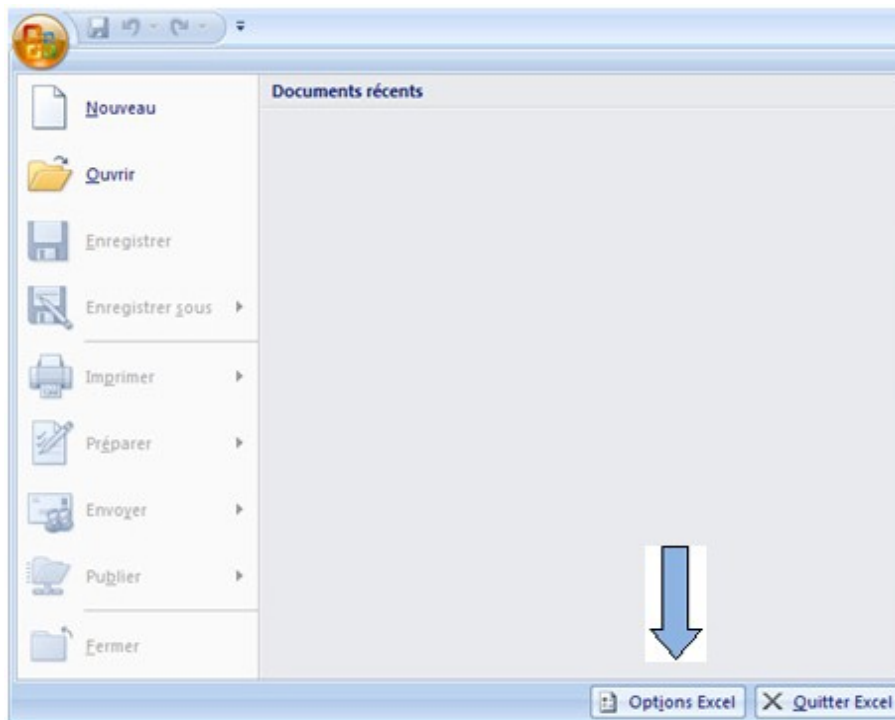 Documents récents
Nouveau
Ouvrir
Enregistrer
Enregistrer sous
Imprimer
Préparer
Envoyer
Publier
Fermer
Options Excel
Quitter Excel